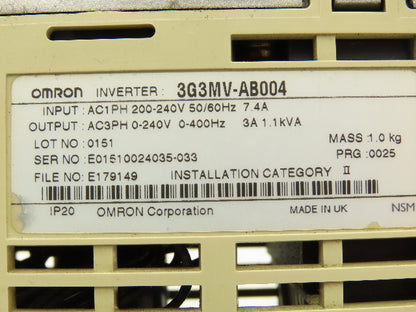 OMRON INVERTER : 3G3MV-AB004
INPUT : AC1PH 200-240V 50/60Hz 7.4A
OUTPUT : AC3PH 0-240V 0-400Hz 3A 1.1kVA
LOT NO : 0151 MASS : 1.0 kg
SER NO : E01510024035-033 PRG : 0025
FILE NO : E179149 INSTALLATION CATEGORY II
IP20 OMRON Corporation MADE IN UK NSM